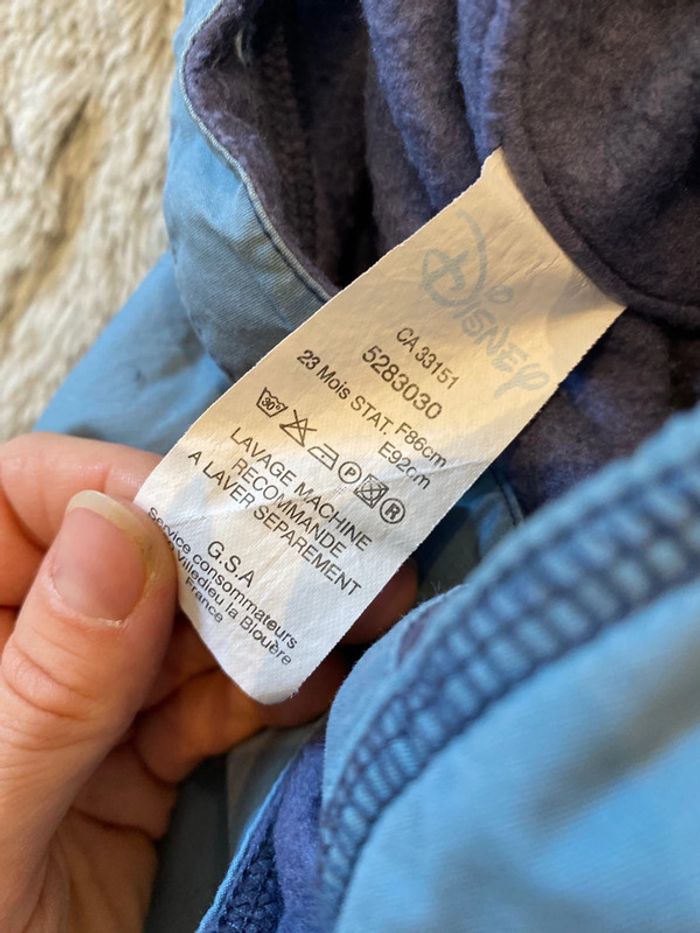 Disney
CA 33151
5283030
23 Mois STAT. F86cm
E92cm
30°
P
R
LAVAGE MACHINE
RECOMMANDE
A LAVER SEPAREMENT
G.S.A
Service consommateurs
Villedieu la Blouère
France